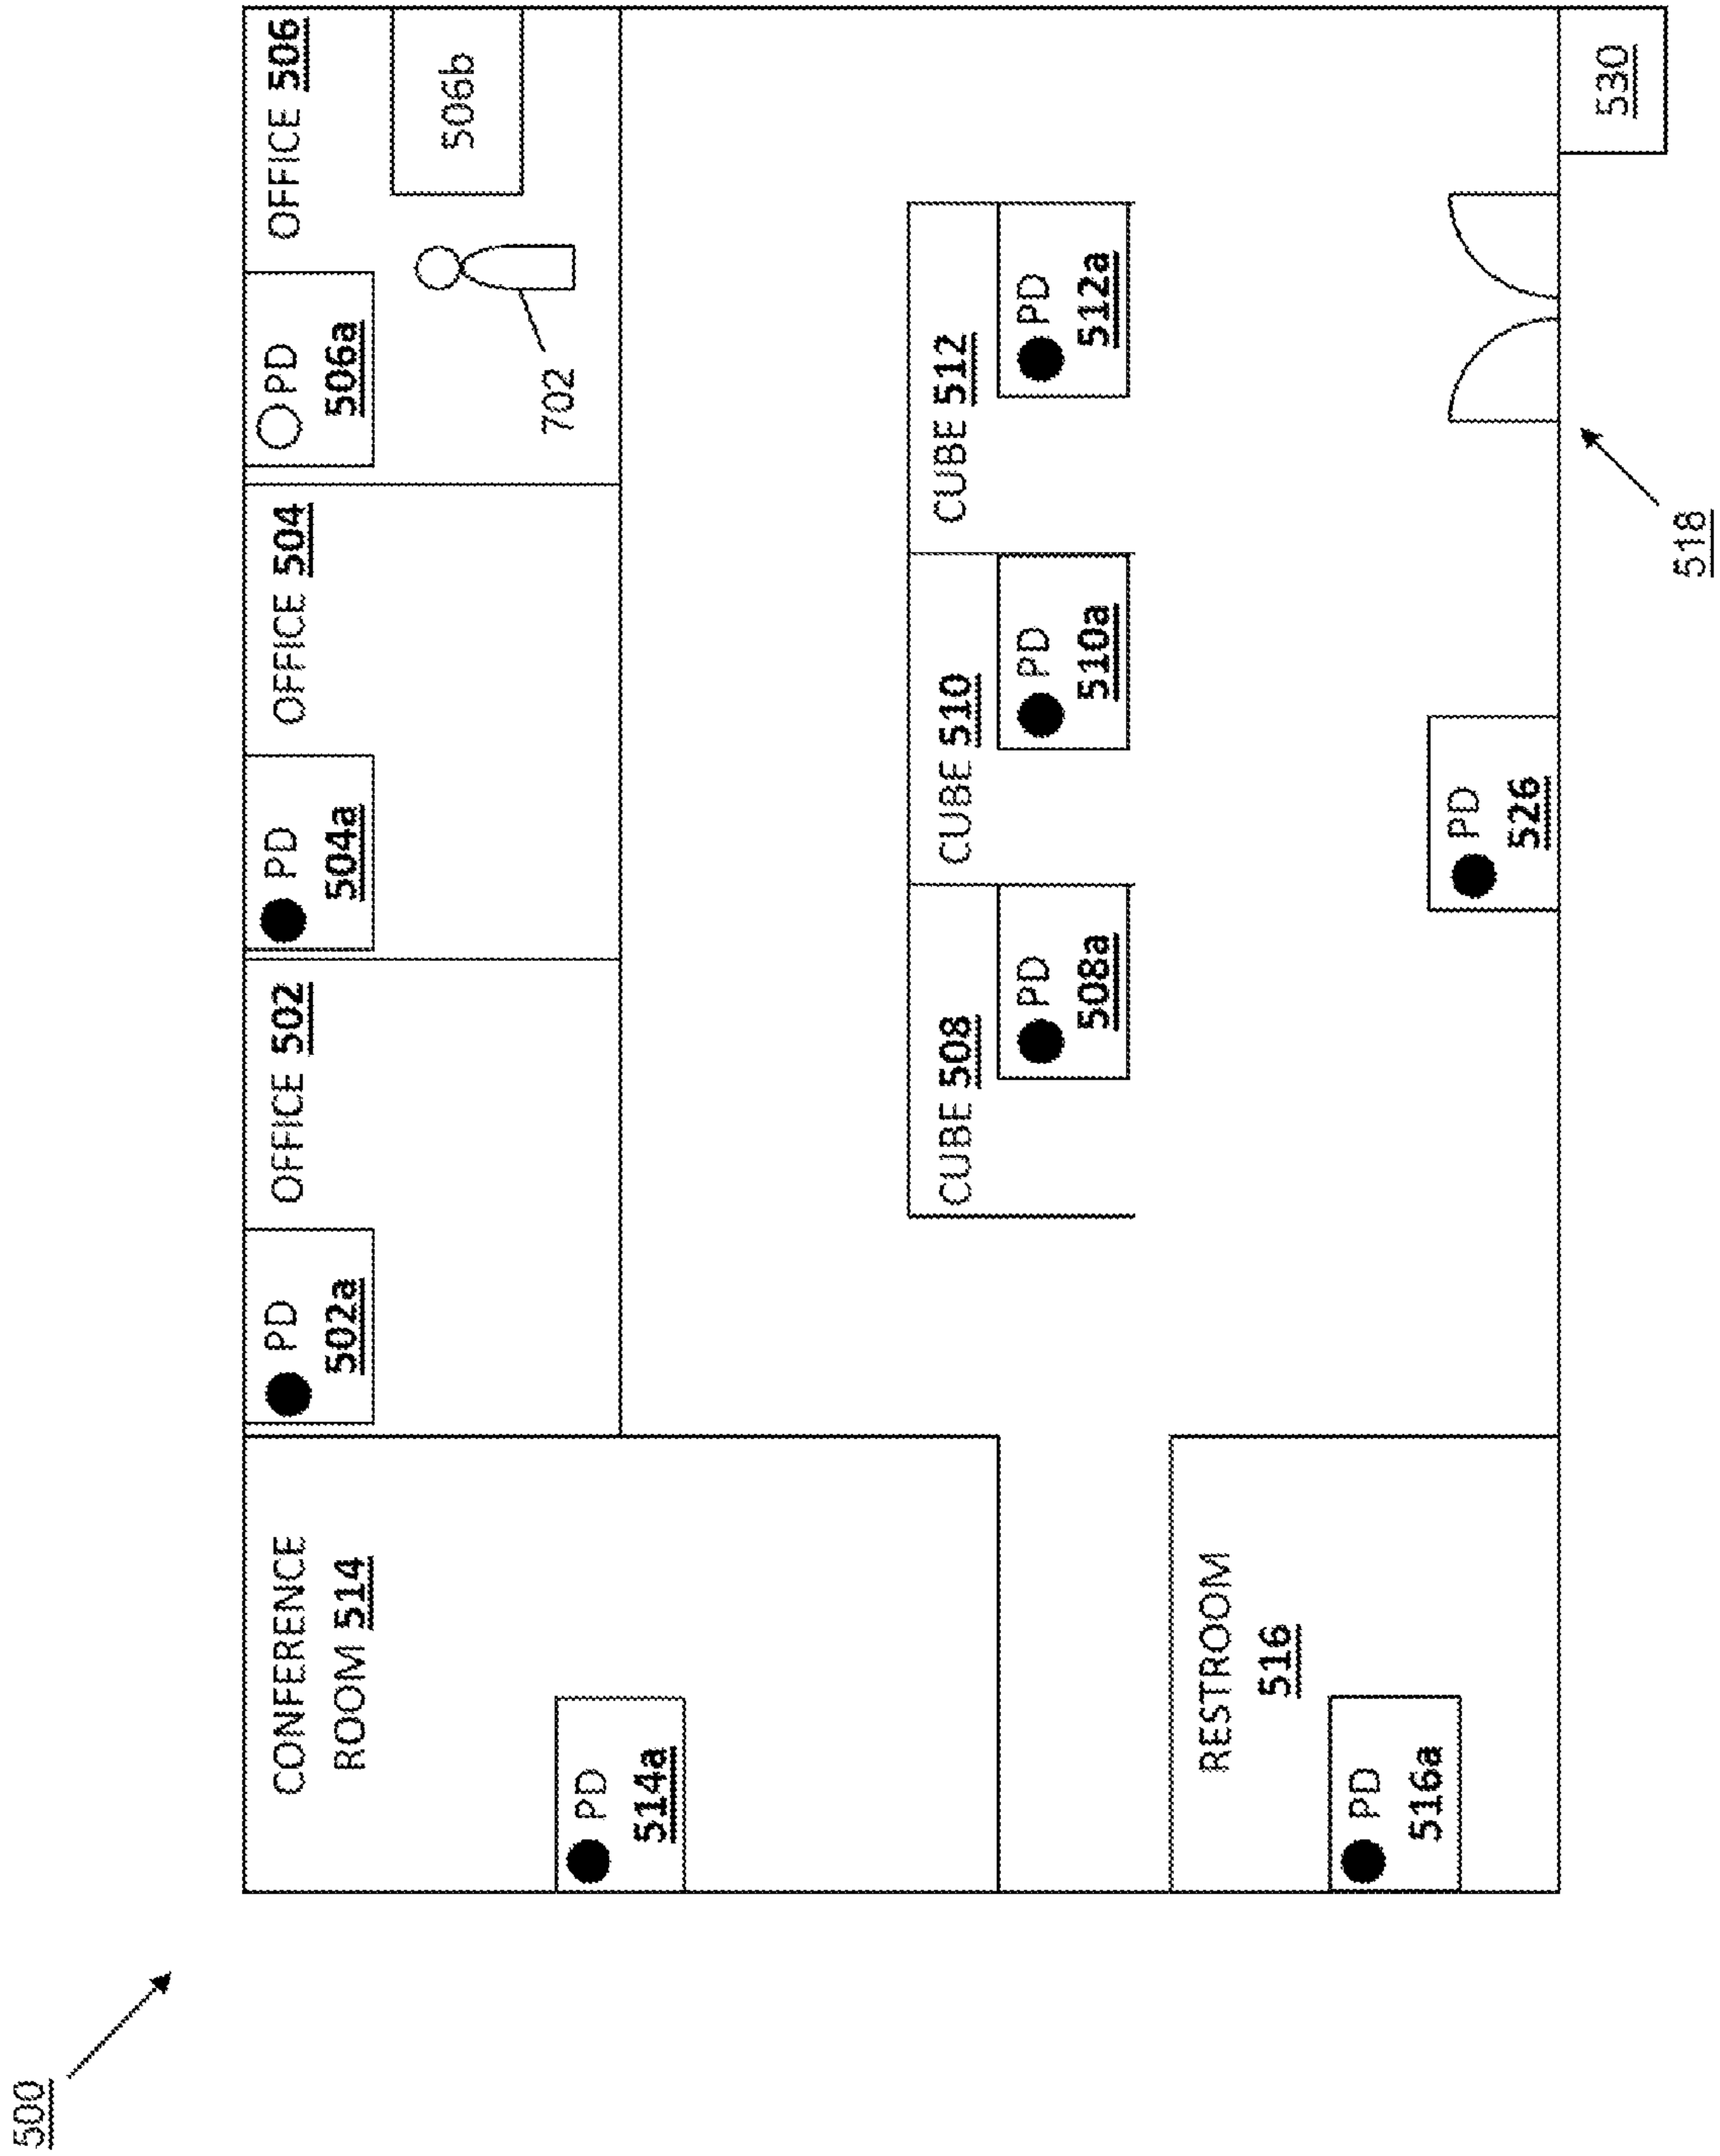 500
CONFERENCE
ROOM 514
PD
514a
OFFICE 502
PD
502a
OFFICE 504
PD
504a
OFFICE 506
PD
506a
506b
702
CUBE 508
PD
508a
CUBE 510
PD
510a
CUBE 512
PD
512a
RESTROOM
516
PD
516a
PD
526
518
530